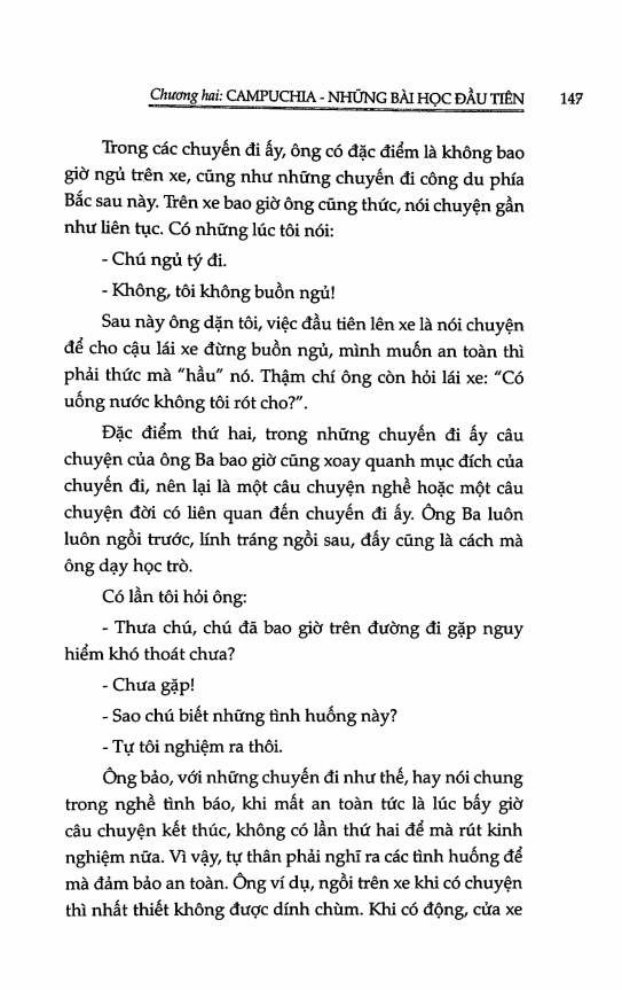 Chương hai: CAMPUCHIA - NHỮNG BÀI HỌC ĐẦU TIÊN 147
Trong các chuyến đi ấy, ông có đặc điểm là không bao
giờ ngủ trên xe, cũng như những chuyến đi công du phía
Bắc sau này. Trên xe bao giờ ông cũng thức, nói chuyện gần
như liên tục. Có những lúc tôi nói:
- Chú ngủ tý đi.
- Không, tôi không buồn ngủ!
Sau này ông dặn tôi, việc đầu tiên lên xe là nói chuyện
để cho cậu lái xe đừng buồn ngủ, mình muốn an toàn thì
phải thức mà "hầu" nó. Thậm chí ông còn hỏi lái xe: "Có
uống nước không tôi rót cho?".
Đặc điểm thứ hai, trong những chuyến đi ấy câu
chuyện của ông Ba bao giờ cũng xoay quanh mục đích của
chuyến đi, nên lại là một câu chuyện nghề hoặc một câu
chuyện đời có liên quan đến chuyến đi ấy. Ông Ba luôn
luôn ngồi trước, lính tráng ngồi sau, đấy cũng là cách mà
ông dạy học trò.
Có lần tôi hỏi ông:
- Thưa chú, chú đã bao giờ trên đường đi gặp nguy
hiểm khó thoát chưa?
- Chưa gặp!
- Sao chú biết những tình huống này?
- Tự tôi nghiệm ra thôi.
Ông bảo, với những chuyến đi như thế, hay nói chung
trong nghề tình báo, khi mất an toàn tức là lúc bấy giờ
câu chuyện kết thúc, không có lần thứ hai để mà rút kinh
nghiệm nữa. Vì vậy, tự thân phải nghĩ ra các tình huống để
mà đảm bảo an toàn. Ông ví dụ, ngồi trên xe khi có chuyện
thì nhất thiết không được dính chùm. Khi có động, cửa xe